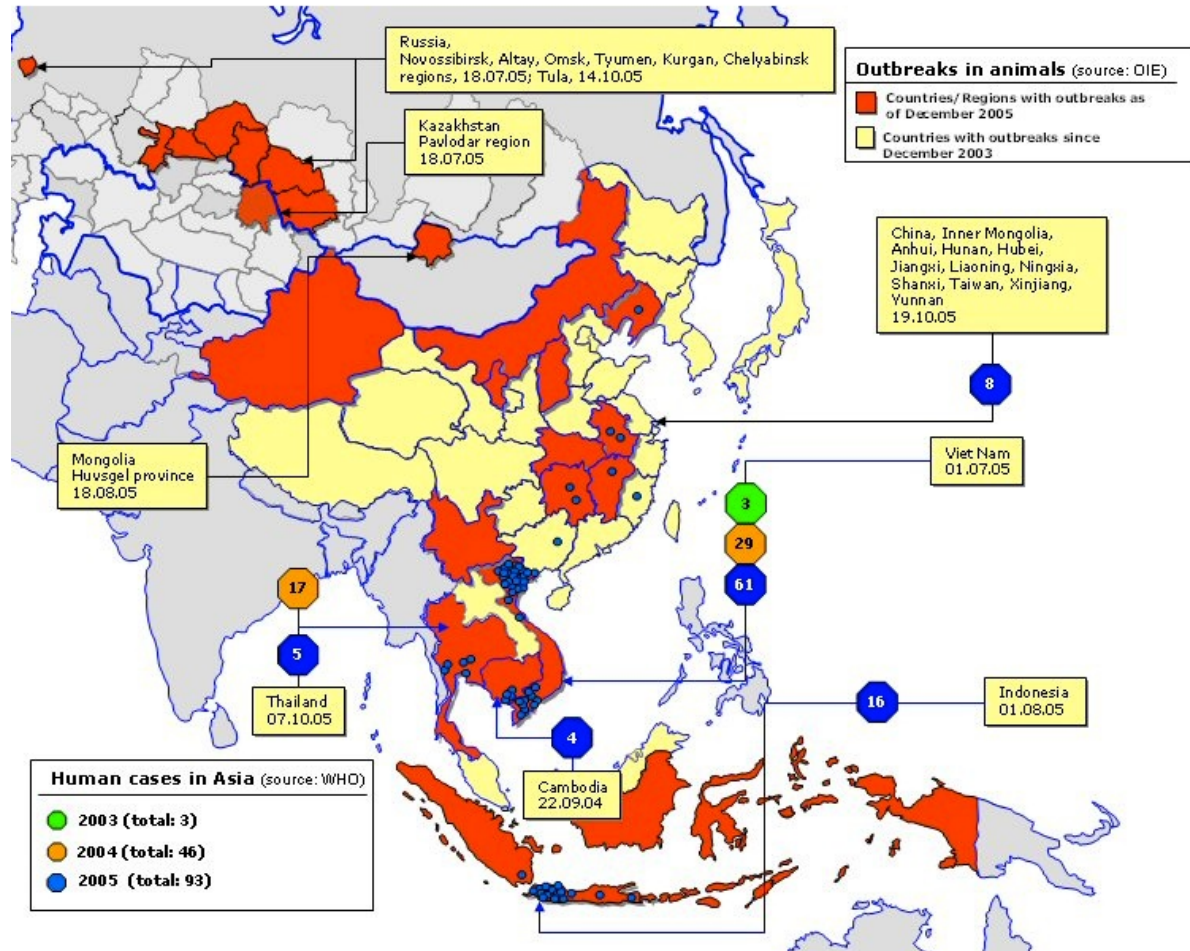 Russia,
Novossibirsk, Altay, Omsk, Tyumen, Kurgan, Chelyabinsk
regions, 18.07.05; Tula, 14.10.05
Outbreaks in animals (source: OIE)
Countries/Regions with outbreaks as
of December 2005
Countries with outbreaks since
December 2003
Kazakhstan
Pavlodar region
18.07.05
China, Inner Mongolia,
Anhui, Hunan, Hubei,
Jiangxi, Liaoning, Ningxia,
Shanxi, Taiwan, Xinjiang,
Yunnan
19.10.05
8
Mongolia
Huvsgel province
18.08.05
Viet Nam
01.07.05
3
29
61
17
5
Thailand
07.10.05
4
Cambodia
22.09.04
16
Indonesia
01.08.05
Human cases in Asia (source: WHO)
2003 (total: 3)
2004 (total: 46)
2005 (total: 93)